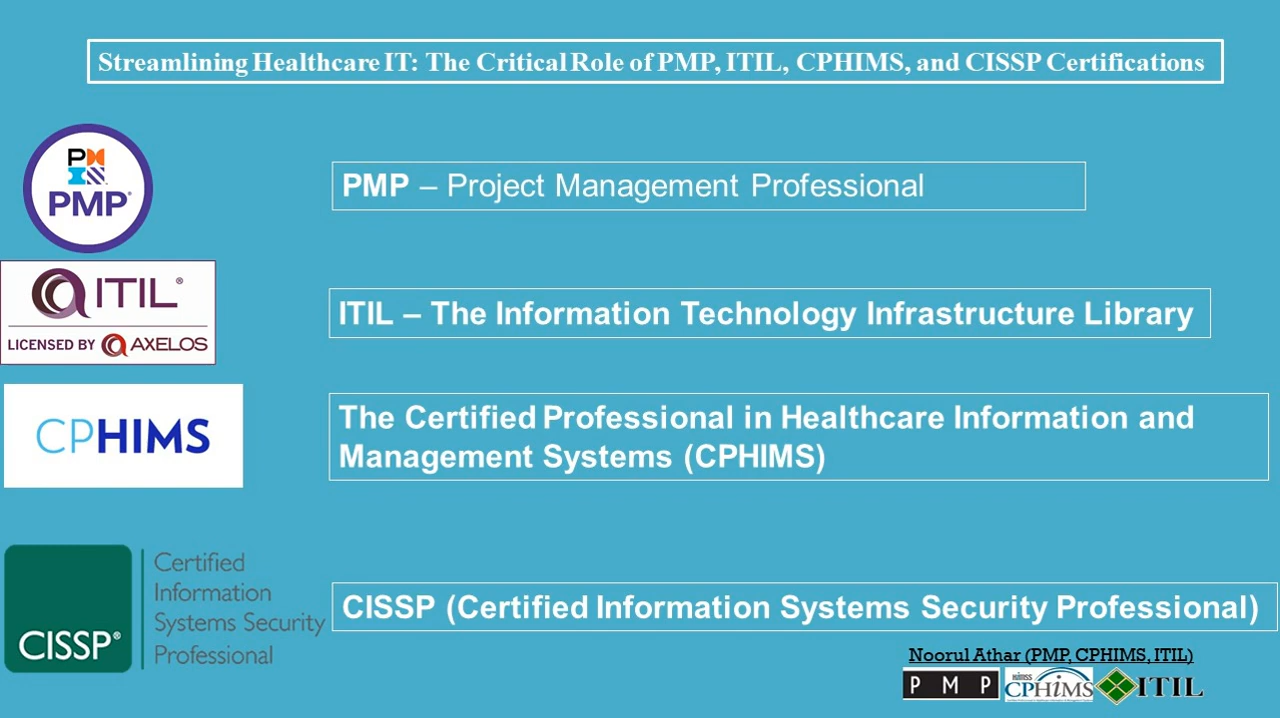 Streamlining Healthcare IT: The Critical Role of PMP, ITIL, CPHIMS, and CISSP Certifications
PMP®
PMP – Project Management Professional
ITIL®
LICENSED BY AXELOS
ITIL – The Information Technology Infrastructure Library
CPHIMS
The Certified Professional in Healthcare Information and
Management Systems (CPHIMS)
CISSP®
Certified
Information
Systems Security
Professional
CISSP (Certified Information Systems Security Professional)
Noorul Athar (PMP, CPHIMS, ITIL)
PMP
HIMSS
CPHIMS
ITIL